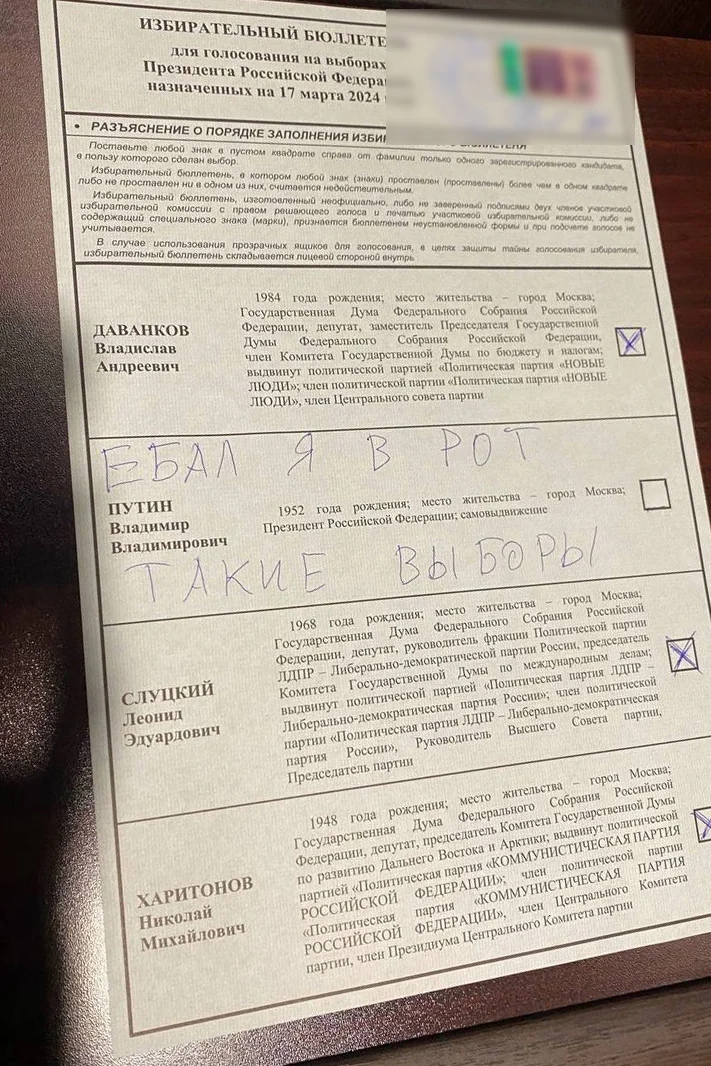 ИЗБИРАТЕЛЬНЫЙ БЮЛЛЕТЕ
для голосования на выборах
Президента Российской Федера
назначенных на 17 марта 2024
• РАЗЪЯСНЕНИЕ О ПОРЯДКЕ ЗАПОЛНЕНИЯ ИЗБИР БЮЛЛЕТЕНЯ
Поставьте любой знак в пустом квадрате справа от фамилии только одного зарегистрированного кандидата,
в пользу которого сделан выбор.
Избирательный бюллетень, в котором любой знак (знаки) проставлен (проставлены) более чем в одном квадрате
либо не проставлен ни в одном из них, считается недействительным.
Избирательный бюллетень, изготовленный неофициально, либо не заверенный подписями двух членов участковой
избирательной комиссии с правом решающего голоса и печатью участковой избирательной комиссии, либо не
содержащий специального знака (марки), признается бюллетенем неустановленной формы и при подсчете голосов не
учитывается.
В случае использования прозрачных ящиков для голосования, в целях защиты тайны голосования избирателя,
избирательный бюллетень складывается лицевой стороной внутрь
ДАВАНКОВ
Владислав
Андреевич
1984 года рождения; место жительства – город Москва;
Государственная Дума Федерального Собрания Российской
Федерации, депутат, заместитель Председателя Государственной
Думы Федерального Собрания Российской Федерации,
член Комитета Государственной Думы по бюджету и налогам;
выдвинут политической партией «Политическая партия «НОВЫЕ
ЛЮДИ»; член политической партии «Политическая партия «НОВЫЕ
ЛЮДИ», член Центрального совета партии
ЕБАЛ Я В РОТ
ПУТИН
Владимир
Владимирович
1952 года рождения; место жительства – город Москва;
Президент Российской Федерации; самовыдвижение
ТАКИЕ ВЫБОРЫ
СЛУЦКИЙ
Леонид
Эдуардович
1968 года рождения; место жительства – город Москва;
Государственная Дума Федерального Собрания Российской
Федерации, депутат, руководитель фракции Политической партии
ЛДПР – Либерально-демократической партии России, председатель
Комитета Государственной Думы по международным делам;
выдвинут политической партией «Политическая партия ЛДПР –
Либерально-демократическая партия России»; член политической
партии «Политическая партия ЛДПР – Либерально-демократическая
партия России», Руководитель Высшего Совета партии,
Председатель партии
ХАРИТОНОВ
Николай
Михайлович
1948 года рождения; место жительства – город Москва;
Государственная Дума Федерального Собрания Российской
Федерации, депутат, председатель Комитета Государственной Думы
по развитию Дальнего Востока и Арктики; выдвинут политической
партией «Политическая партия «КОММУНИСТИЧЕСКАЯ ПАРТИЯ
РОССИЙСКОЙ ФЕДЕРАЦИИ»; член политической партии
«Политическая партия «КОММУНИСТИЧЕСКАЯ ПАРТИЯ
РОССИЙСКОЙ ФЕДЕРАЦИИ», член Центрального Комитета
партии, член Президиума Центрального Комитета партии